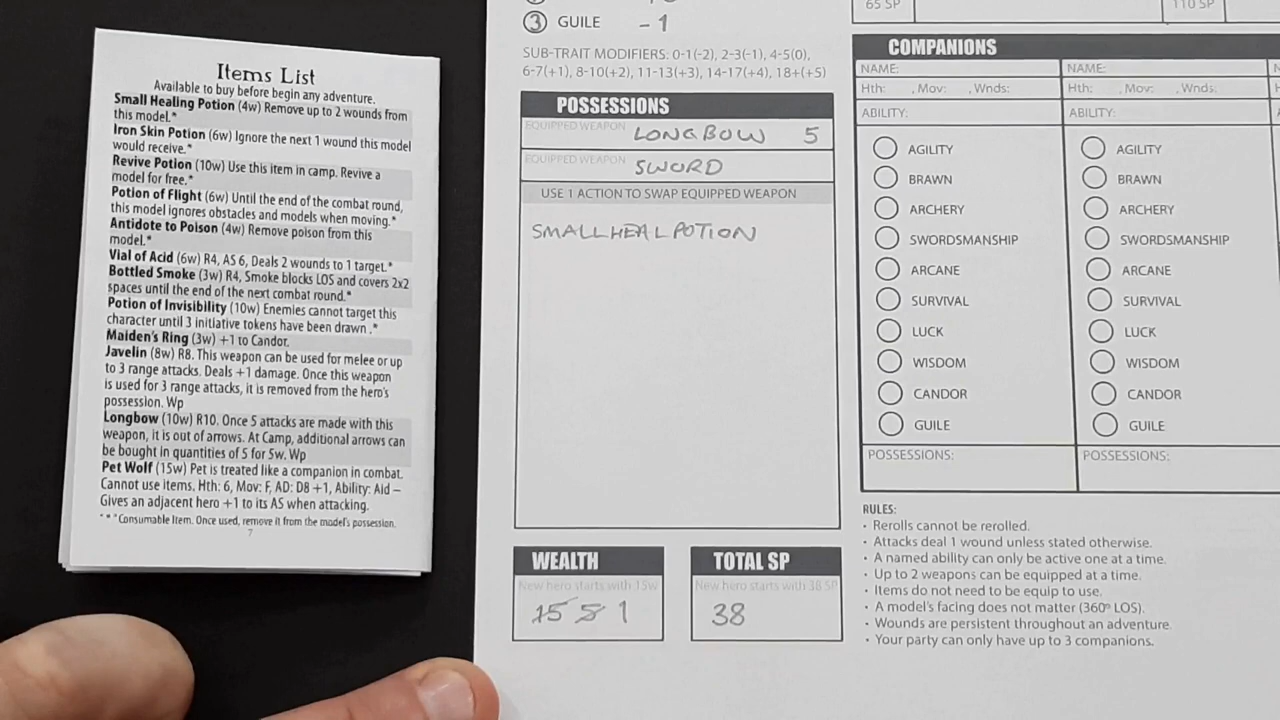 Items List
Available to buy before begin any adventure.
Small Healing Potion (4w) Remove up to 2 wounds from
this model.*
Iron Skin Potion (6w) Ignore the next 1 wound this model
would receive.*
Revive Potion (10w) Use this item in camp. Revive a
model for free.*
Potion of Flight (6w) Until the end of the combat round,
this model ignores obstacles and models when moving.*
Antidote to Poison (4w) Remove poison from this
model.*
Vial of Acid (6w) R4, AS 6, Deals 2 wounds to 1 target.*
Bottled Smoke (3w) R4, Smoke blocks LOS and covers 2x2
spaces until the end of the next combat round.*
Potion of Invisibility (10w) Enemies cannot target this
character until 3 initiative tokens have been drawn .*
Maiden's Ring (3w) +1 to Candor.
Javelin (8w) R8. This weapon can be used for melee or up
to 3 range attacks. Deals +1 damage. Once this weapon
is used for 3 range attacks, it is removed from the hero's
possession. Wp
Longbow (10w) R10. Once 5 attacks are made with this
weapon, it is out of arrows. At Camp, additional arrows can
be bought in quantities of 5 for 5w. Wp
Pet Wolf (15w) Pet is treated like a companion in combat.
Cannot use items. Hth: 6, Mov: F, AD: D8 +1, Ability: Aid –
Gives an adjacent hero +1 to its AS when attacking.
" * "Consumable Item. Once used, remove it from the model's possession.
7
3 GUILE -1
SUB-TRAIT MODIFIERS: 0-1(-2), 2-3(-1), 4-5(0),
6-7(+1), 8-10(+2), 11-13(+3), 14-17(+4), 18+(+5)
POSSESSIONS
EQUIPPED WEAPON LONGBOW 5
EQUIPPED WEAPON SWORD
USE 1 ACTION TO SWAP EQUIPPED WEAPON
SMALL HEAL POTION
WEALTH
New hero starts with 15w
15 5 1
TOTAL SP
New hero starts with 38 SP
38
65 SP
110 SP
COMPANIONS
NAME:
Hth: , Mov: , Wnds:
ABILITY:
AGILITY
BRAWN
ARCHERY
SWORDSMANSHIP
ARCANE
SURVIVAL
LUCK
WISDOM
CANDOR
GUILE
POSSESSIONS:
NAME:
Hth: , Mov: , Wnds:
ABILITY:
AGILITY
BRAWN
ARCHERY
SWORDSMANSHIP
ARCANE
SURVIVAL
LUCK
WISDOM
CANDOR
GUILE
POSSESSIONS:
RULES:
• Rerolls cannot be rerolled.
• Attacks deal 1 wound unless stated otherwise.
• A named ability can only be active one at a time.
• Up to 2 weapons can be equipped at a time.
• Items do not need to be equip to use.
• A model's facing does not matter (360º LOS).
• Wounds are persistent throughout an adventure.
• Your party can only have up to 3 companions.